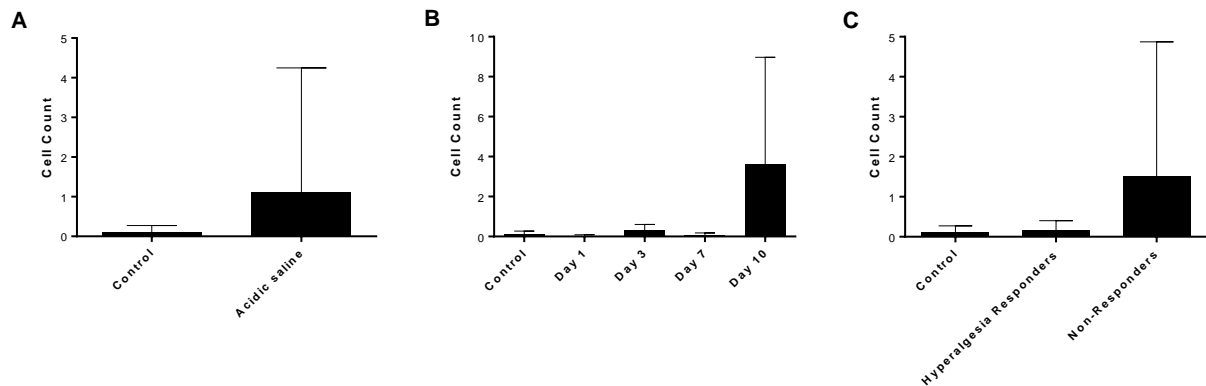 A
Cell Count
5
4
3
2
1
0
Control
Acidic saline
B
Cell Count
10
8
6
4
2
0
Control
Day 1
Day 3
Day 7
Day 10
C
Cell Count
5
4
3
2
1
0
Control
Hyperalgesia Responders
Non-Responders